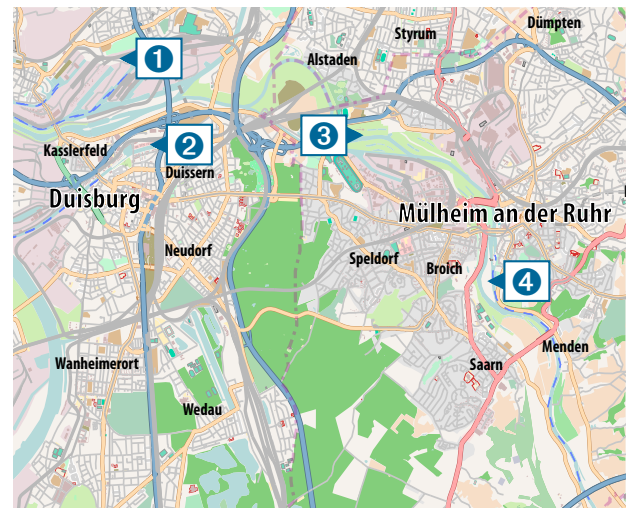 Dümpten
Styrum
Alstaden
1
3
2
Kasslerfeld
Duissern
Duisburg
Mülheim an der Ruhr
Neudorf
Speldorf
Broich
4
Menden
Wanheimerort
Saarn
Wedau